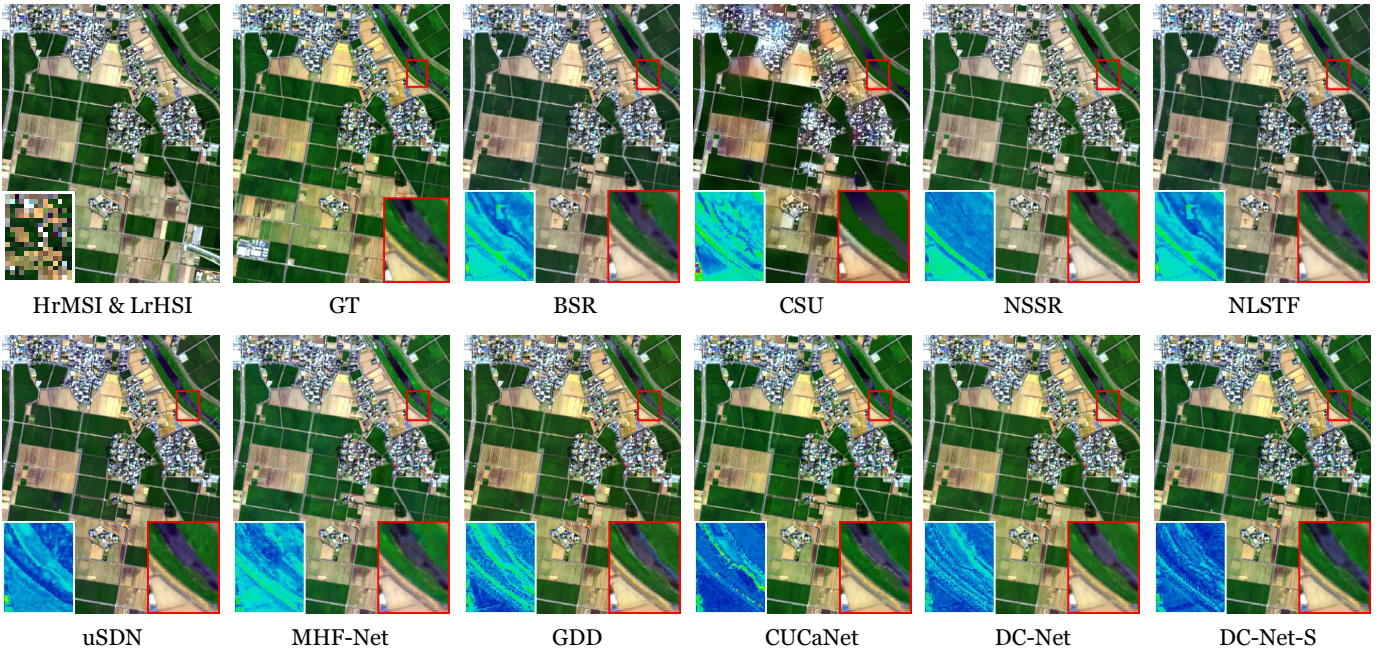 HrMSI & LrHSI
GT
BSR
CSU
NSSR
NLSTF
uSDN
MHF-Net
GDD
CUCaNet
DC-Net
DC-Net-S